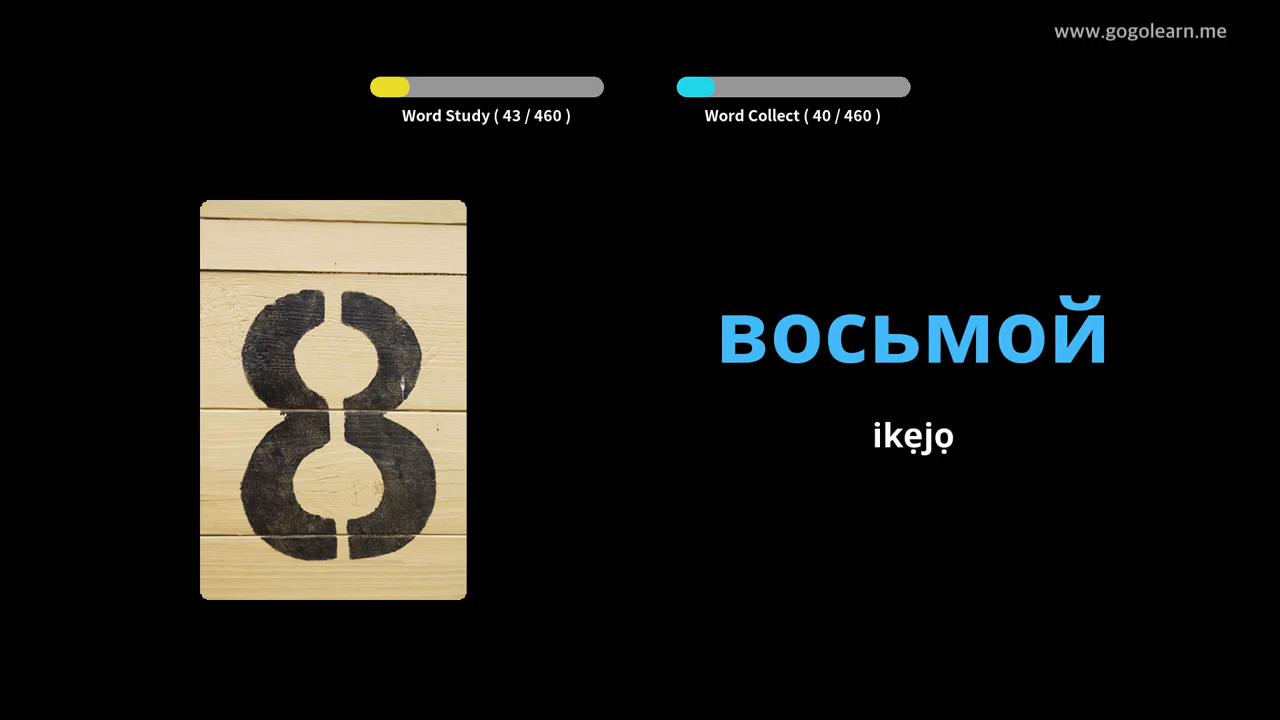 www.gogolearn.me
Word Study ( 43 / 460 )
Word Collect ( 40 / 460 )
8
восьмой
ikẹjọ